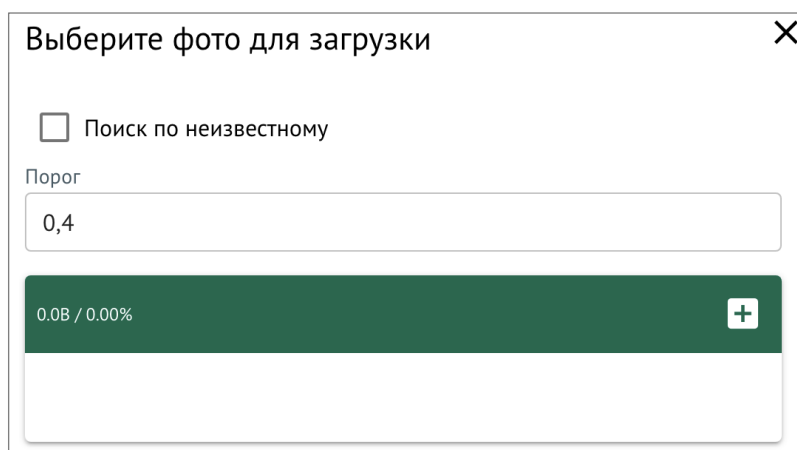 Выберите фото для загрузки
Поиск по неизвестному
Порог
0,4
0.0B / 0.00%